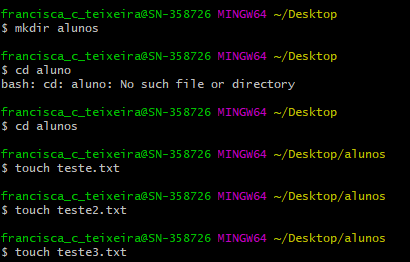 francisca_c_teixeira@SN-358726 MINGW64 ~/Desktop
$ mkdir alunos
francisca_c_teixeira@SN-358726 MINGW64 ~/Desktop
$ cd aluno
bash: cd: aluno: No such file or directory
francisca_c_teixeira@SN-358726 MINGW64 ~/Desktop
$ cd alunos
francisca_c_teixeira@SN-358726 MINGW64 ~/Desktop/alunos
$ touch teste.txt
francisca_c_teixeira@SN-358726 MINGW64 ~/Desktop/alunos
$ touch teste2.txt
francisca_c_teixeira@SN-358726 MINGW64 ~/Desktop/alunos
$ touch teste3.txt